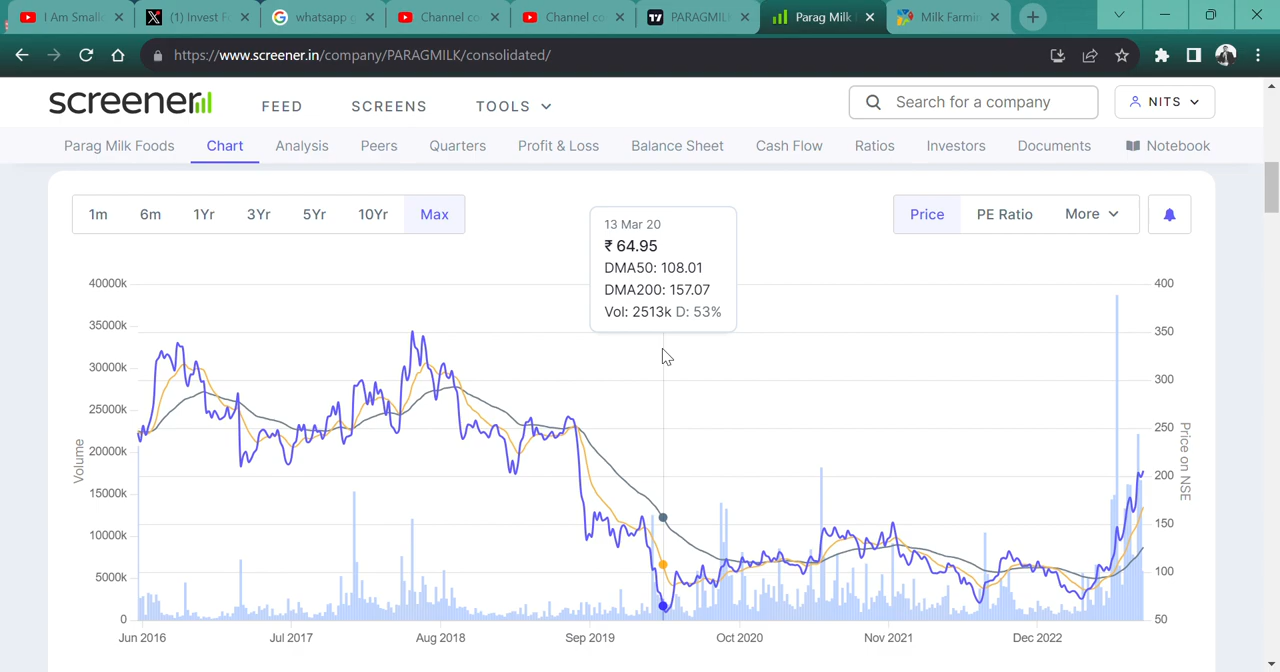 I Am Small
(1) Invest F
whatsapp g
Channel co
Channel co
PARAGMIL
Parag Milk
Milk Farmin
https://www.screener.in/company/PARAGMILK/consolidated/
screener
FEED
SCREENS
TOOLS
Search for a company
NITS
Parag Milk Foods
Chart
Analysis
Peers
Quarters
Profit & Loss
Balance Sheet
Cash Flow
Ratios
Investors
Documents
Notebook
1m
6m
1Yr
3Yr
5Yr
10Yr
Max
Price
PE Ratio
More
13 Mar 20
₹ 64.95
DMA50: 108.01
DMA200: 157.07
Vol: 2513k D: 53%
40000k
35000k
30000k
25000k
20000k
15000k
10000k
5000k
0
Volume
400
350
300
250
200
150
100
50
Price on NSE
Jun 2016
Jul 2017
Aug 2018
Sep 2019
Oct 2020
Nov 2021
Dec 2022